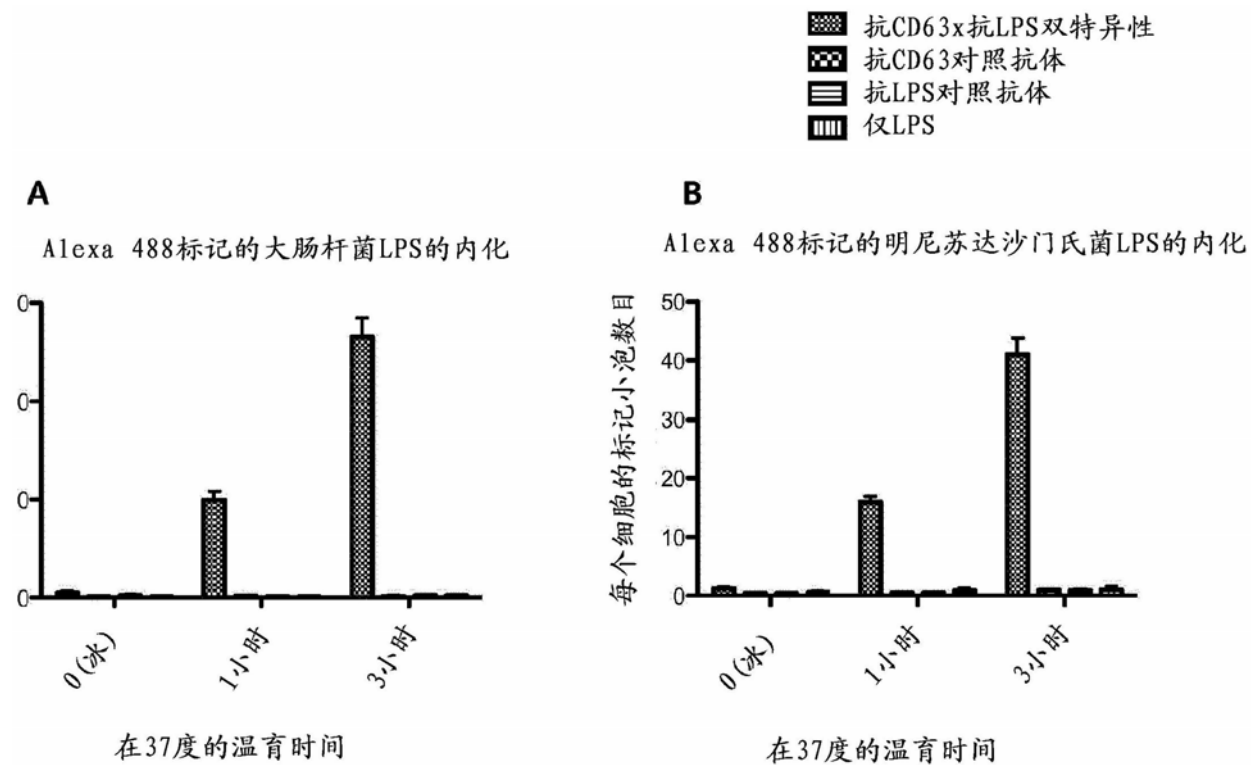 抗CD63x抗LPS双特异性
抗CD63对照抗体
抗LPS对照抗体
仅LPS
A
Alexa 488标记的大肠杆菌LPS的内化
0
0
0
0
0(冰)
1小时
3小时
在37度的温育时间
B
Alexa 488标记的明尼苏达沙门氏菌LPS的内化
每个细胞的标记小泡数目
50
40
30
20
10
0
0(冰)
1小时
3小时
在37度的温育时间